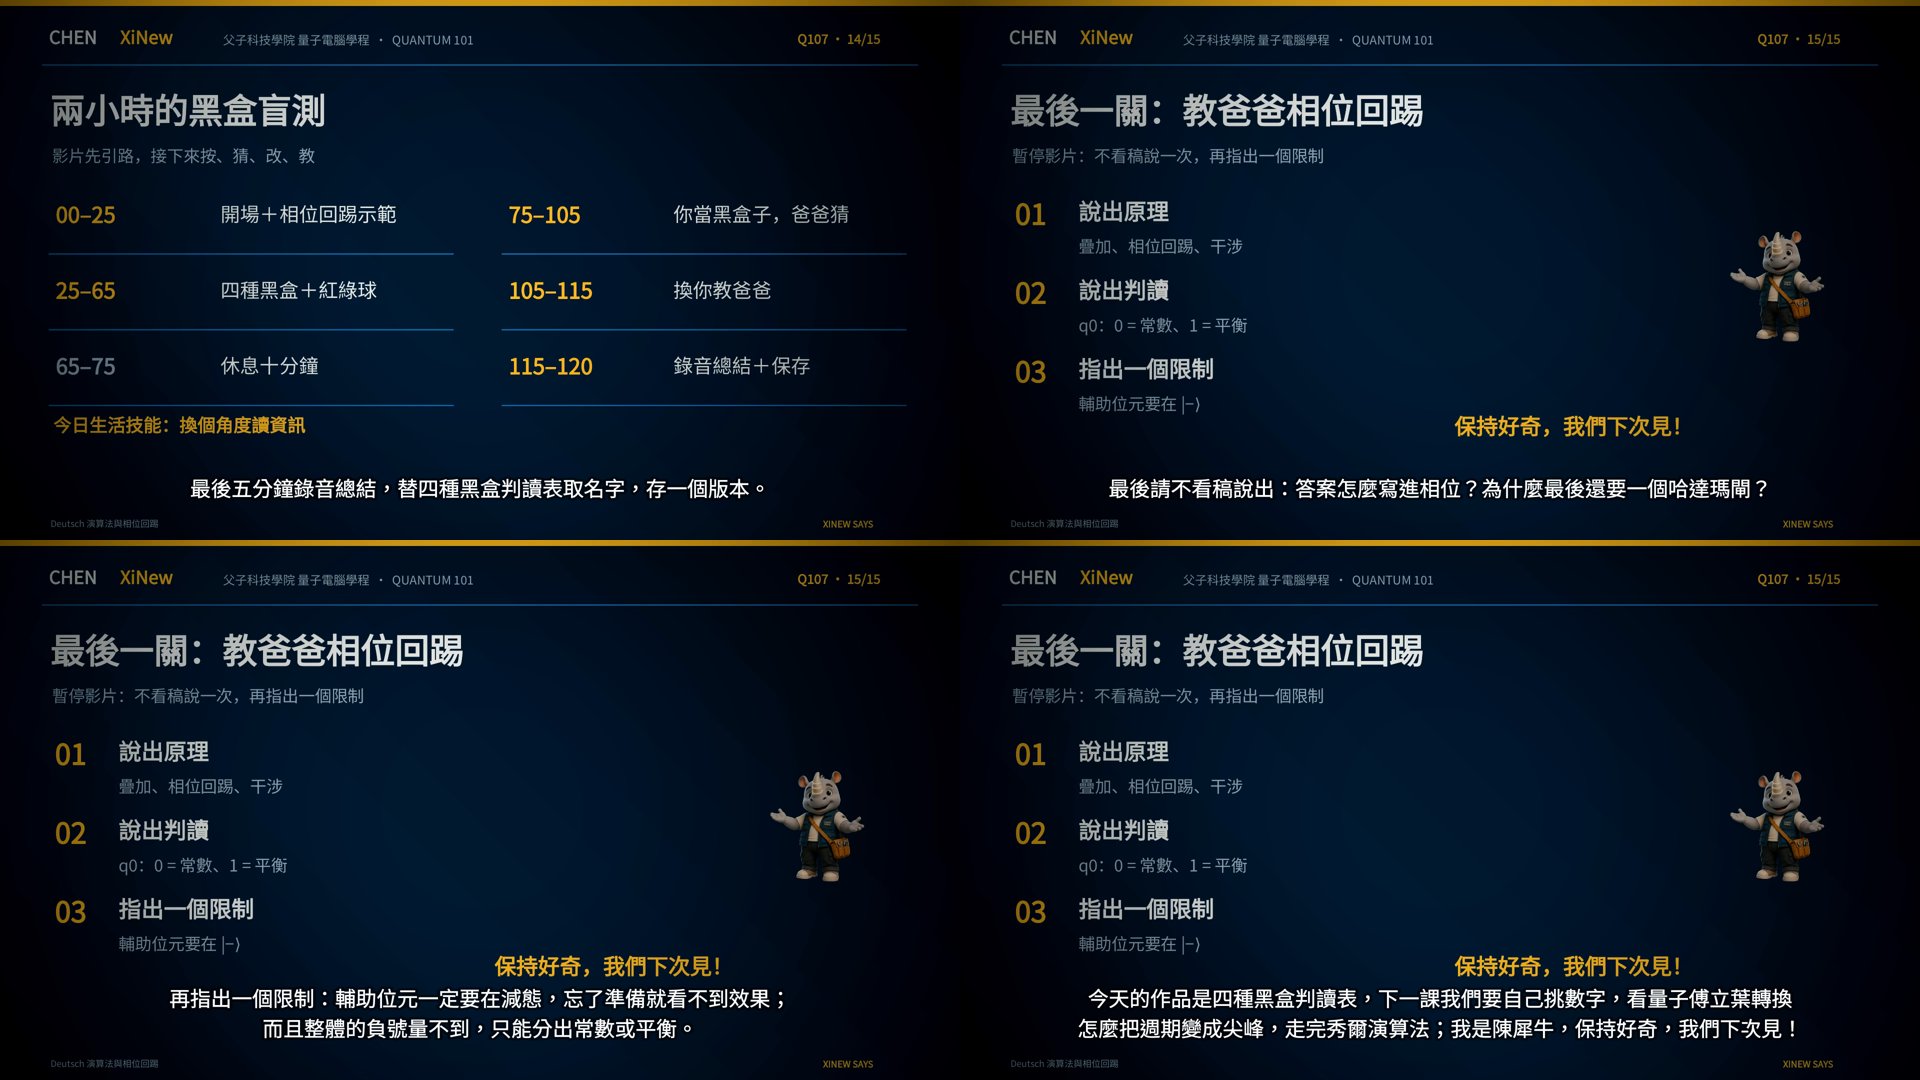 CHEN XiNew 父子科技學院 量子電腦學程 · QUANTUM 101 Q107 · 14/15
兩小時的黑盒盲測
影片先引路，接下來按、猜、改、教
00–25 開場＋相位回踢示範
25–65 四種黑盒＋紅綠球
65–75 休息十分鐘
75–105 你當黑盒子，爸爸猜
105–115 換你教爸爸
115–120 錄音總結＋保存
今日生活技能：換個角度讀資訊
最後五分鐘錄音總結，替四種黑盒判讀表取名字，存一個版本。
Deutsch 演算法與相位回踢 XINEW SAYS
CHEN XiNew 父子科技學院 量子電腦學程 · QUANTUM 101 Q107 · 15/15
最後一關：教爸爸相位回踢
暫停影片：不看稿說一次，再指出一個限制
01 說出原理
疊加、相位回踢、干涉
02 說出判讀
q0：0 = 常數、1 = 平衡
03 指出一個限制
輔助位元要在 |−⟩
保持好奇，我們下次見！
最後請不看稿說出：答案怎麼寫進相位？為什麼最後還要一個哈達瑪閘？
Deutsch 演算法與相位回踢 XINEW SAYS
CHEN XiNew 父子科技學院 量子電腦學程 · QUANTUM 101 Q107 · 15/15
最後一關：教爸爸相位回踢
暫停影片：不看稿說一次，再指出一個限制
01 說出原理
疊加、相位回踢、干涉
02 說出判讀
q0：0 = 常數、1 = 平衡
03 指出一個限制
輔助位元要在 |−⟩
保持好奇，我們下次見！
再指出一個限制：輔助位元一定要在減態，忘了準備就看不到效果；
而且整體的負號量不到，只能分出常數或平衡。
Deutsch 演算法與相位回踢 XINEW SAYS
CHEN XiNew 父子科技學院 量子電腦學程 · QUANTUM 101 Q107 · 15/15
最後一關：教爸爸相位回踢
暫停影片：不看稿說一次，再指出一個限制
01 說出原理
疊加、相位回踢、干涉
02 說出判讀
q0：0 = 常數、1 = 平衡
03 指出一個限制
輔助位元要在 |−⟩
保持好奇，我們下次見！
今天的作品是四種黑盒判讀表，下一課我們要自己挑數字，看量子傅立葉轉換
怎麼把週期變成尖峰，走完秀爾演算法；我是陳犀牛，保持好奇，我們下次見！
Deutsch 演算法與相位回踢 XINEW SAYS